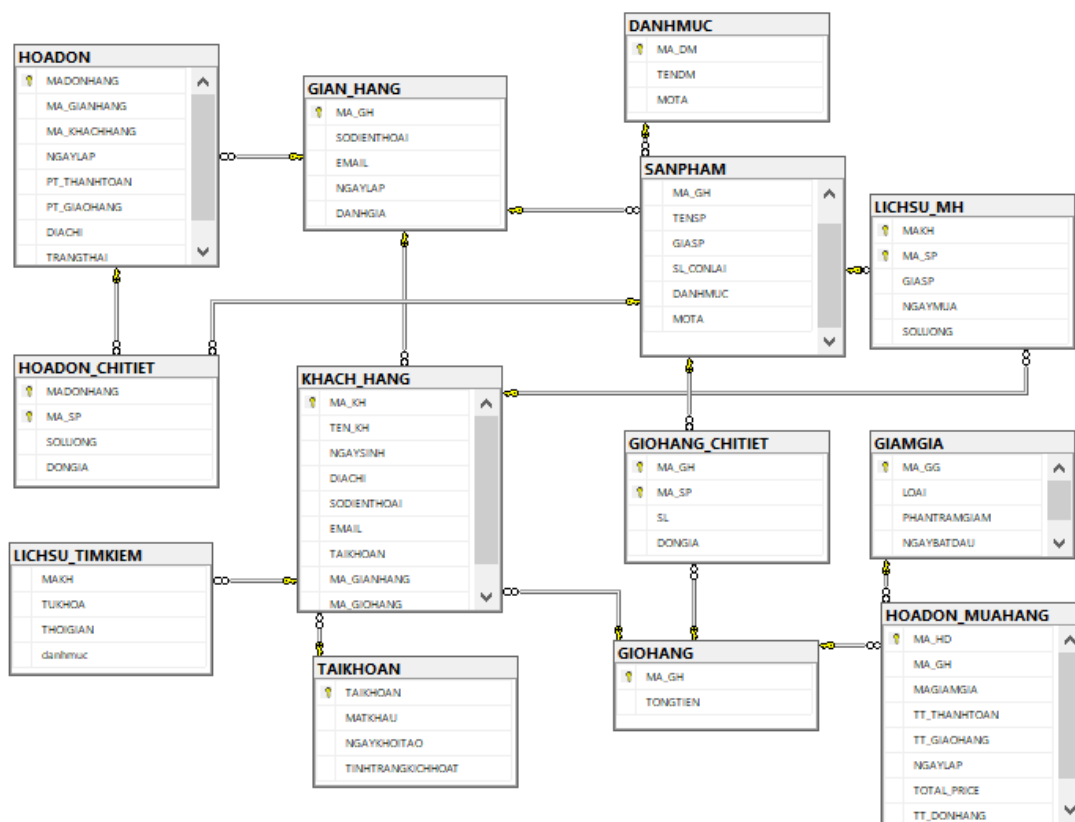 HOADON
MADONHANG
MA_GIANHANG
MA_KHACHHANG
NGAYLAP
PT_THANHTOAN
PT_GIAOHANG
DIACHI
TRANGTHAI
GIAN_HANG
MA_GH
SODIENTHOAI
EMAIL
NGAYLAP
DANHGIA
DANHMUC
MA_DM
TENDM
MOTA
SANPHAM
MA_GH
TENSP
GIASP
SL_CONLAI
DANHMUC
MOTA
LICHSU_MH
MAKH
MA_SP
GIASP
NGAYMUA
SOLUONG
HOADON_CHITIET
MADONHANG
MA_SP
SOLUONG
DONGIA
KHACH_HANG
MA_KH
TEN_KH
NGAYSINH
DIACHI
SODIENTHOAI
EMAIL
TAIKHOAN
MA_GIANHANG
MA_GIOHANG
GIOHANG_CHITIET
MA_GH
MA_SP
SL
DONGIA
GIAMGIA
MA_GG
LOAI
PHANTRAMGIAM
NGAYBATDAU
LICHSU_TIMKIEM
MAKH
TUKHOA
THOIGIAN
danhmuc
TAIKHOAN
TAIKHOAN
MATKHAU
NGAYKHOITAO
TINHTRANGKICHHOAT
GIOHANG
MA_GH
TONGTIEN
HOADON_MUAHANG
MA_HD
MA_GH
MAGIAMGIA
TT_THANHTOAN
TT_GIAOHANG
NGAYLAP
TOTAL_PRICE
TT_DONHANG